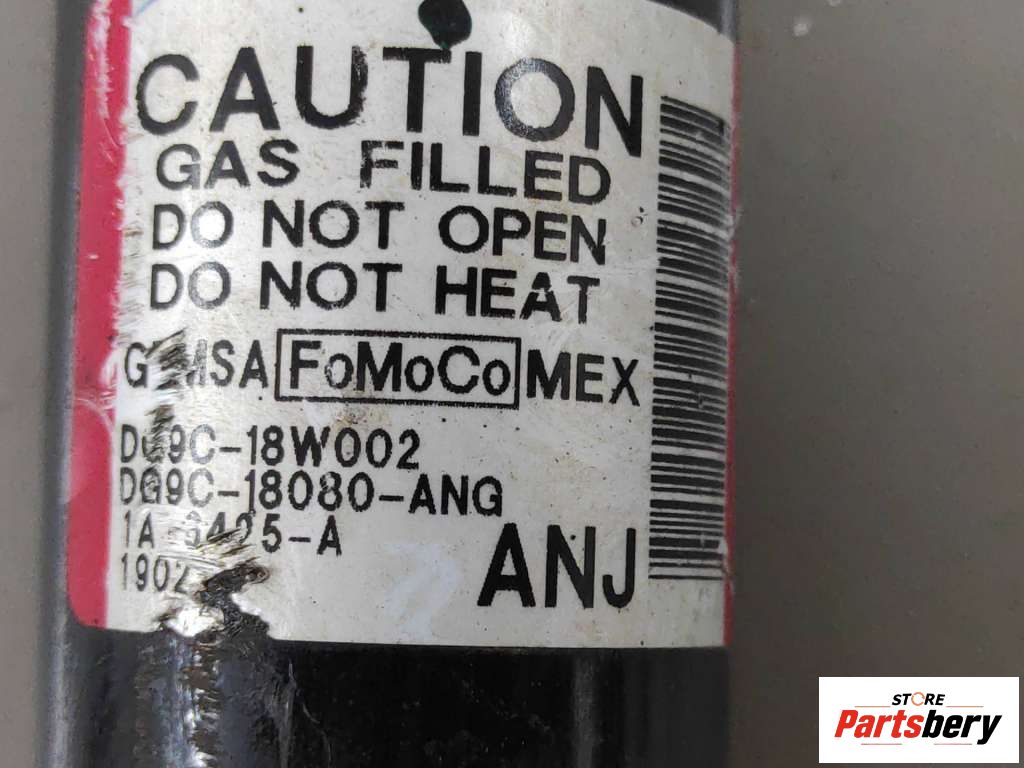 CAUTION
GAS FILLED
DO NOT OPEN
DO NOT HEAT
FoMoCo MEX
DG9C-18W002
DG9C-18080-ANG
ANJ
STORE
Partsbery